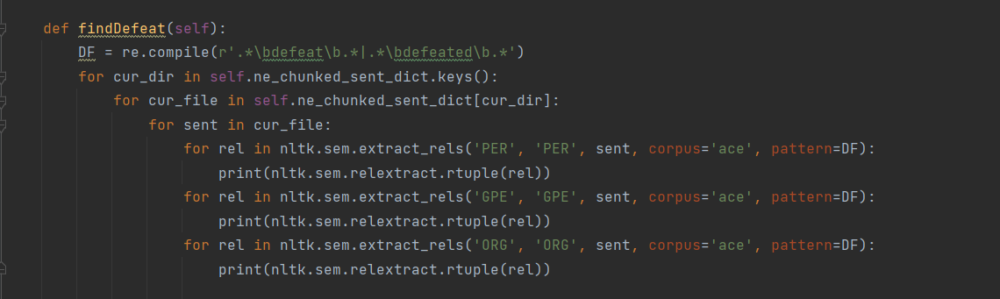 def findDefeat(self):
    DF = re.compile(r'.*\bdefeat\b.*|.*\bdefeated\b.*')
    for cur_dir in self.ne_chunked_sent_dict.keys():
        for cur_file in self.ne_chunked_sent_dict[cur_dir]:
            for sent in cur_file:
                for rel in nltk.sem.extract_rels('PER', 'PER', sent, corpus='ace', pattern=DF):
                    print(nltk.sem.relextract.rtuple(rel))
                for rel in nltk.sem.extract_rels('GPE', 'GPE', sent, corpus='ace', pattern=DF):
                    print(nltk.sem.relextract.rtuple(rel))
                for rel in nltk.sem.extract_rels('ORG', 'ORG', sent, corpus='ace', pattern=DF):
                    print(nltk.sem.relextract.rtuple(rel))